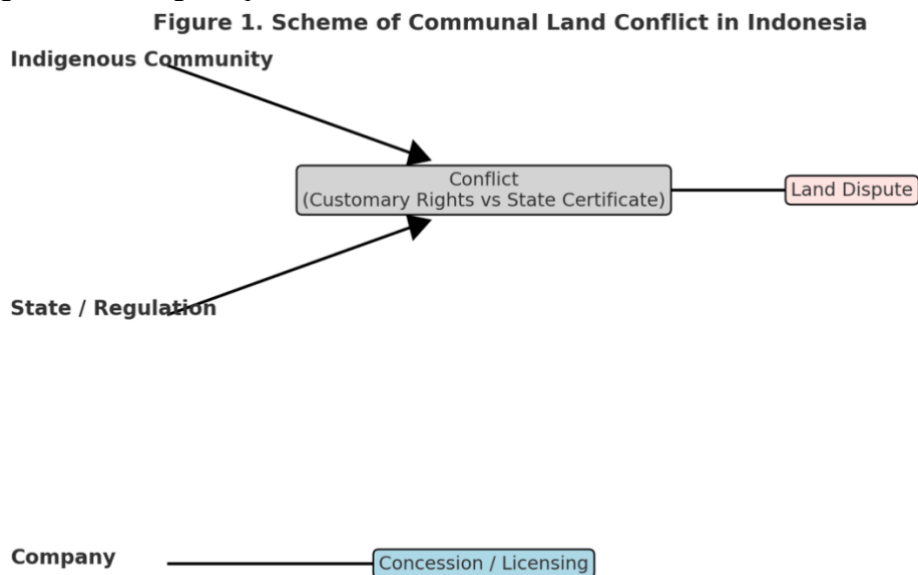 Figure 1. Scheme of Communal Land Conflict in Indonesia
Indigenous Community
Conflict
(Customary Rights vs State Certificate)
Land Dispute
State / Regulation
Company
Concession / Licensing